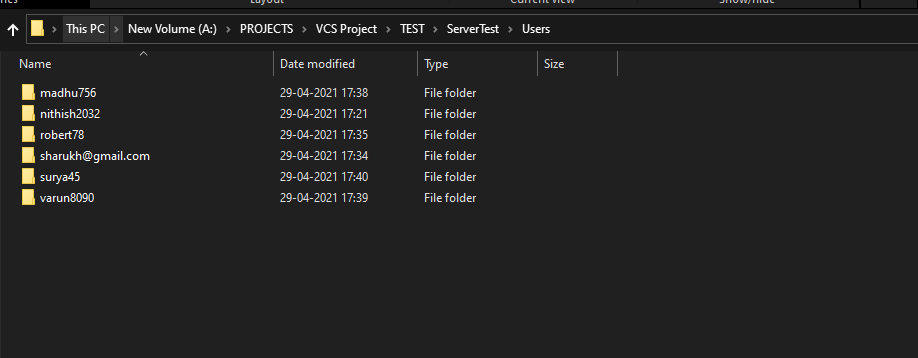 Layout Current view Show/hide
This PC New Volume (A:) PROJECTS VCS Project TEST ServerTest Users
Name Date modified Type Size
madhu756 29-04-2021 17:38 File folder
nithish2032 29-04-2021 17:21 File folder
robert78 29-04-2021 17:35 File folder
sharukh@gmail.com 29-04-2021 17:34 File folder
surya45 29-04-2021 17:40 File folder
varun8090 29-04-2021 17:39 File folder